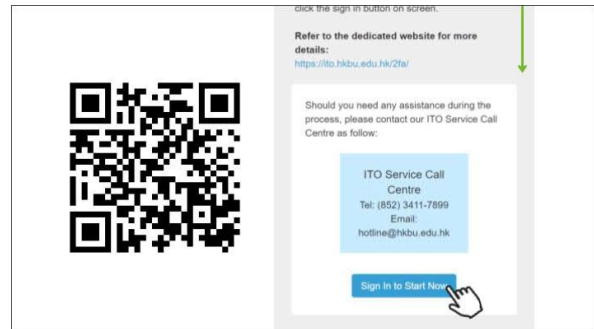 click the sign in button on screen.
Refer to the dedicated website for more
details:
https://ito.hkbu.edu.hk/2fa/
Should you need any assistance during the
process, please contact our ITO Service Call
Centre as follow:
ITO Service Call
Centre
Tel: (852) 3411-7899
Email:
hotline@hkbu.edu.hk
Sign In to Start Now